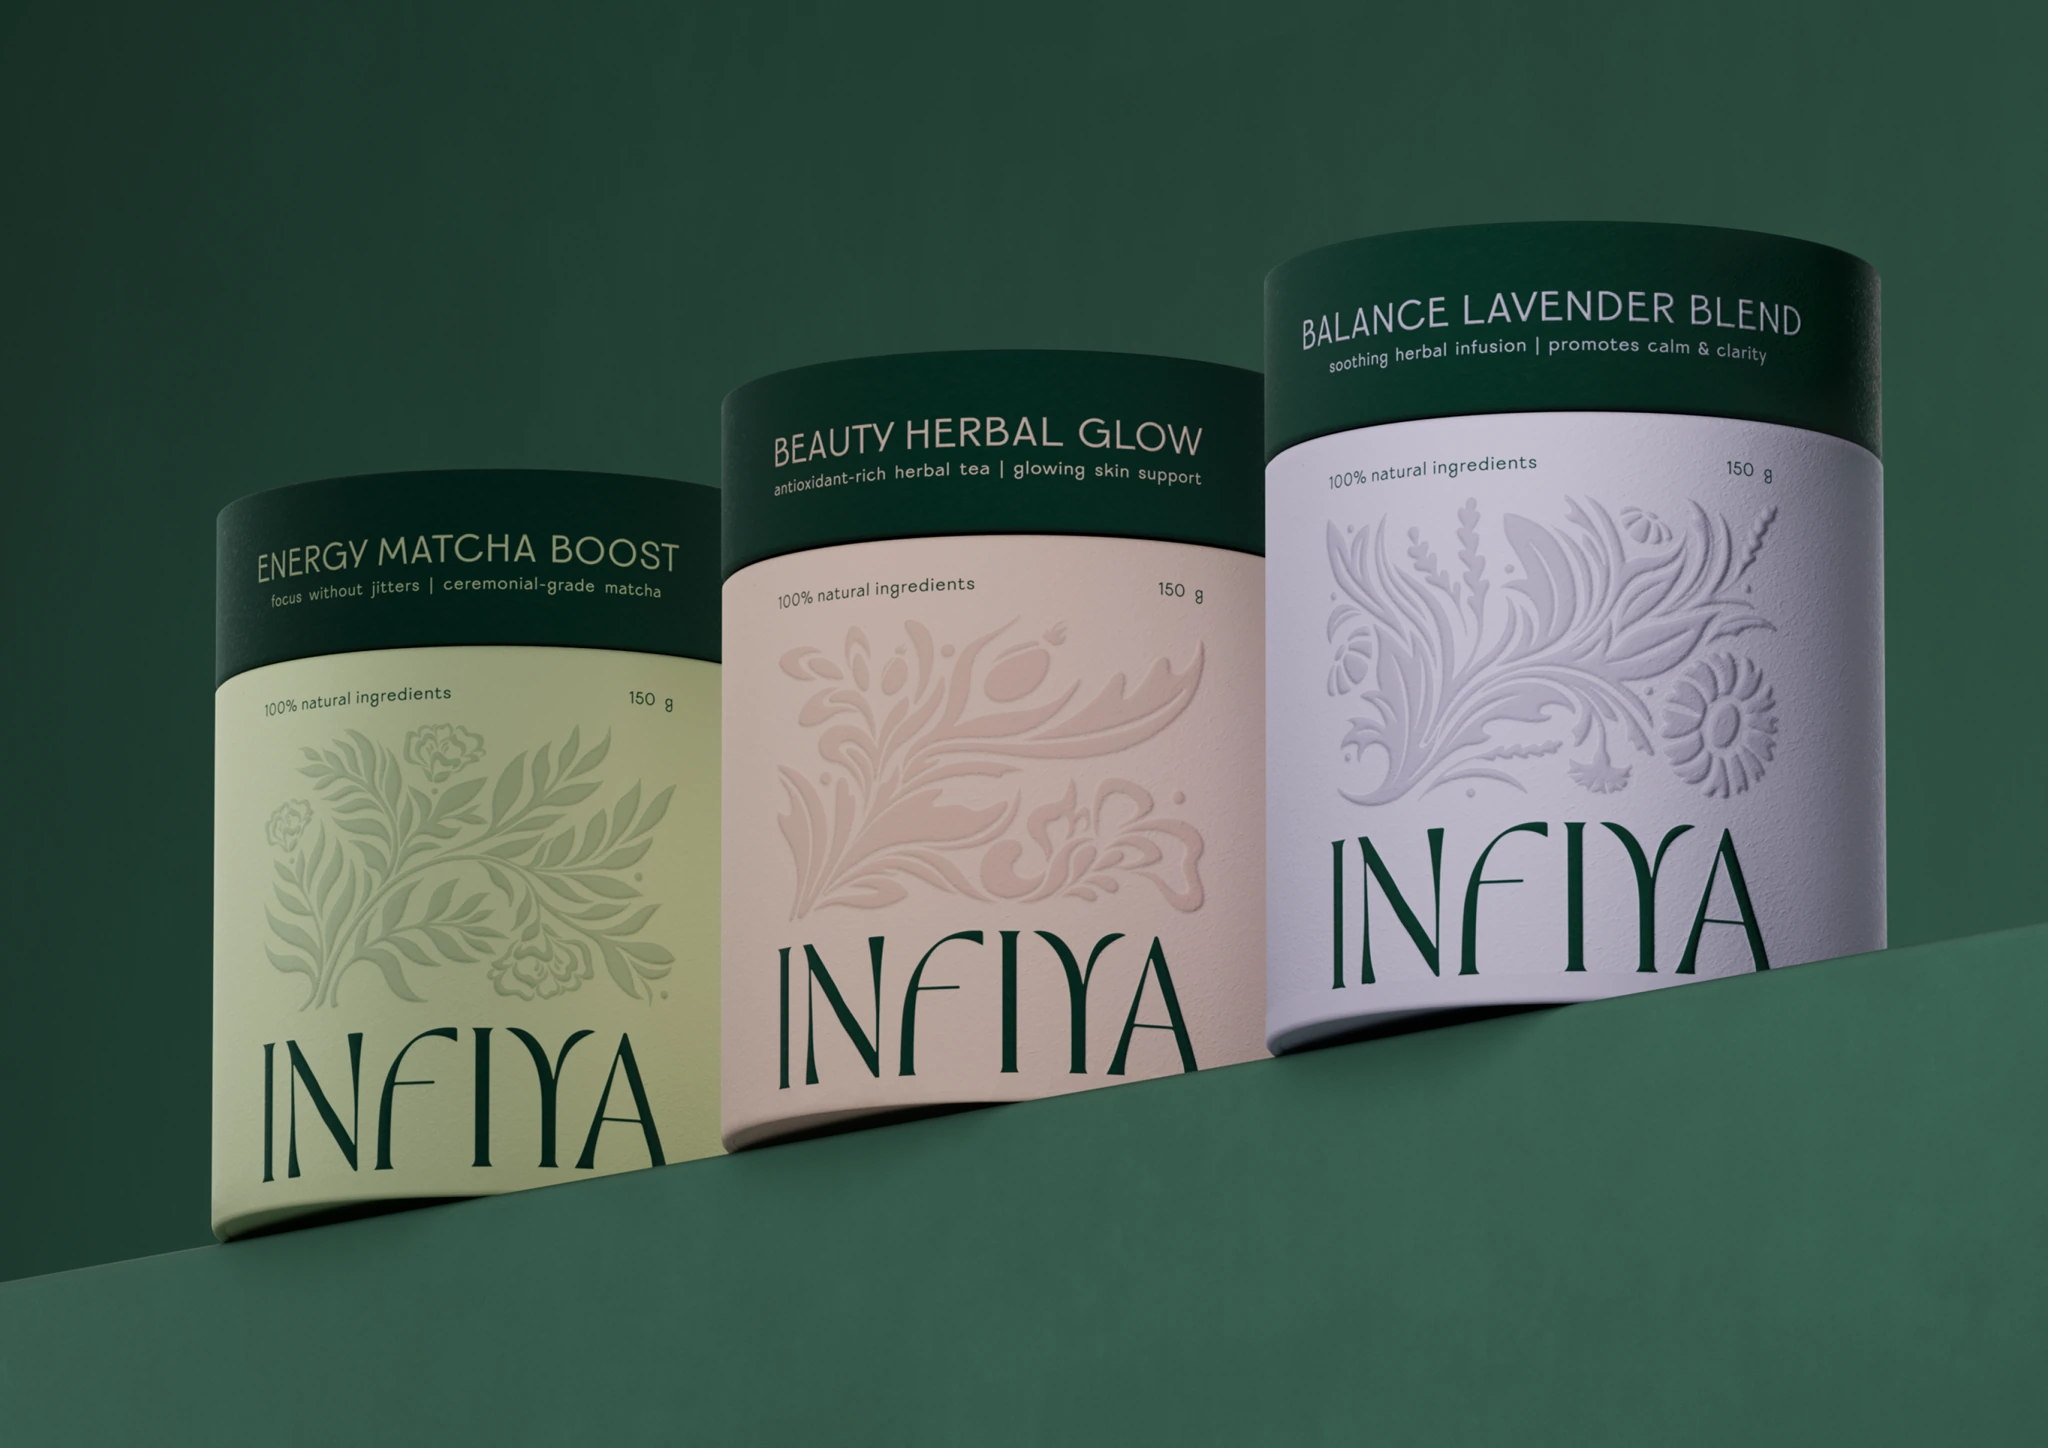 ENERGY MATCHA BOOST
focus without jitters | ceremonial-grade matcha
100% natural ingredients
150 g
INFIYA
BEAUTY HERBAL GLOW
antioxidant-rich herbal tea | glowing skin support
100% natural ingredients
150 g
INFIYA
BALANCE LAVENDER BLEND
soothing herbal infusion | promotes calm & clarity
100% natural ingredients
150 g
INFIYA